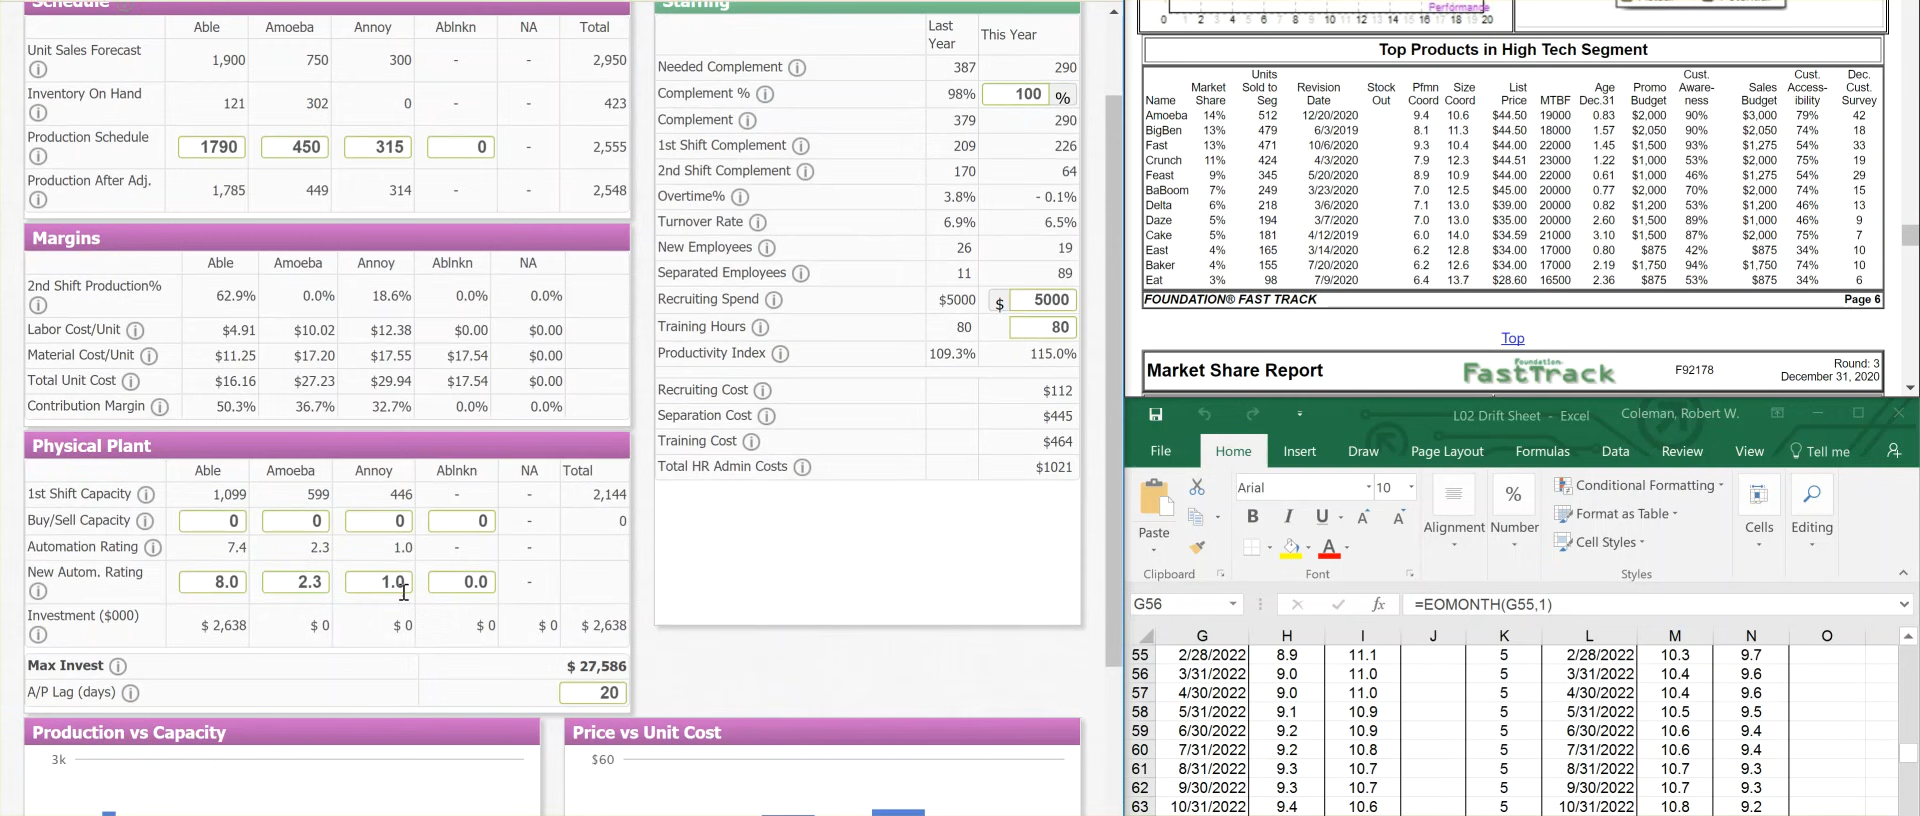 Schedule
Able Amoeba Annoy Ablnkn NA Total
Unit Sales Forecast 1,900 750 300 - - 2,950
Inventory On Hand 121 302 0 - - 423
Production Schedule 1790 450 315 0 - 2,555
Production After Adj. 1,785 449 314 - - 2,548
Margins
Able Amoeba Annoy Ablnkn NA
2nd Shift Production% 62.9% 0.0% 18.6% 0.0% 0.0%
Labor Cost/Unit $4.91 $10.02 $12.38 $0.00 $0.00
Material Cost/Unit $11.25 $17.20 $17.55 $17.54 $0.00
Total Unit Cost $16.16 $27.23 $29.94 $17.54 $0.00
Contribution Margin 50.3% 36.7% 32.7% 0.0% 0.0%
Physical Plant
Able Amoeba Annoy Ablnkn NA Total
1st Shift Capacity 1,099 599 446 - - 2,144
Buy/Sell Capacity 0 0 0 0 - 0
Automation Rating 7.4 2.3 1.0 - -
New Autom. Rating 8.0 2.3 1.0 0.0 -
Investment ($000) $ 2,638 $ 0 $ 0 $ 0 $ 0 $ 2,638
Max Invest $ 27,586
A/P Lag (days) 20
Production vs Capacity
3k
Price vs Unit Cost
$60
Staffing
Last Year This Year
Needed Complement 387 290
Complement % 98% 100 %
Complement 379 290
1st Shift Complement 209 226
2nd Shift Complement 170 64
Overtime% 3.8% - 0.1%
Turnover Rate 6.9% 6.5%
New Employees 26 19
Separated Employees 11 89
Recruiting Spend $5000 $ 5000
Training Hours 80 80
Productivity Index 109.3% 115.0%
Recruiting Cost $112
Separation Cost $445
Training Cost $464
Total HR Admin Costs $1021
Performance
0 2 4 6 8 10 12 14 16 18 20
Top Products in High Tech Segment
Name Market Share Units Sold to Seg Revision Date Stock Out Pfmn Coord Size Coord List Price MTBF Age Dec.31 Promo Budget Cust. Aware-ness Sales Budget Cust. Access-ibility Dec. Cust. Survey
Amoeba 14% 512 12/20/2020 9.4 10.6 $44.50 19000 0.83 $2,000 90% $3,000 79% 42
BigBen 13% 479 6/3/2019 8.1 11.3 $44.50 18000 1.57 $2,050 90% $2,050 74% 18
Fast 13% 471 10/6/2020 9.3 10.4 $44.00 22000 1.45 $1,500 93% $1,275 54% 33
Crunch 11% 424 4/3/2020 7.9 12.3 $44.51 23000 1.22 $1,000 53% $2,000 75% 19
Feast 9% 345 5/20/2020 8.9 10.9 $44.00 22000 0.61 $1,000 46% $1,275 54% 29
BaBoom 7% 249 3/23/2020 7.0 12.5 $45.00 20000 0.77 $2,000 70% $2,000 74% 15
Delta 6% 218 3/6/2020 7.1 13.0 $39.00 20000 0.82 $1,200 53% $1,200 46% 13
Daze 5% 194 3/7/2020 7.0 13.0 $35.00 20000 2.60 $1,500 89% $1,000 46% 9
Cake 5% 181 4/12/2019 6.0 14.0 $34.59 21000 3.10 $1,500 87% $2,000 75% 7
East 4% 165 3/14/2020 6.2 12.8 $34.00 17000 0.80 $875 42% $875 34% 10
Baker 4% 155 7/20/2020 6.2 12.6 $34.00 17000 2.19 $1,750 94% $1,750 74% 10
Eat 3% 98 7/9/2020 6.4 13.7 $28.60 16500 2.36 $875 53% $875 34% 6
FOUNDATION® FAST TRACK Page 6
Top
Market Share Report Foundation FastTrack F92178 Round: 3
December 31, 2020
L02 Drift Sheet - Excel Coleman, Robert W.
File Home Insert Draw Page Layout Formulas Data Review View Tell me
Paste Arial 10 B I U A A A Alignment % Number Conditional Formatting Format as Table Cell Styles Cells Editing
Clipboard Font Styles
G56 fx =EOMONTH(G55,1)
G H I J K L M N O
55 2/28/2022 8.9 11.1 5 2/28/2022 10.3 9.7
56 3/31/2022 9.0 11.0 5 3/31/2022 10.4 9.6
57 4/30/2022 9.0 11.0 5 4/30/2022 10.4 9.6
58 5/31/2022 9.1 10.9 5 5/31/2022 10.5 9.5
59 6/30/2022 9.2 10.9 5 6/30/2022 10.6 9.4
60 7/31/2022 9.2 10.8 5 7/31/2022 10.6 9.4
61 8/31/2022 9.3 10.7 5 8/31/2022 10.7 9.3
62 9/30/2022 9.3 10.7 5 9/30/2022 10.7 9.3
63 10/31/2022 9.4 10.6 5 10/31/2022 10.8 9.2